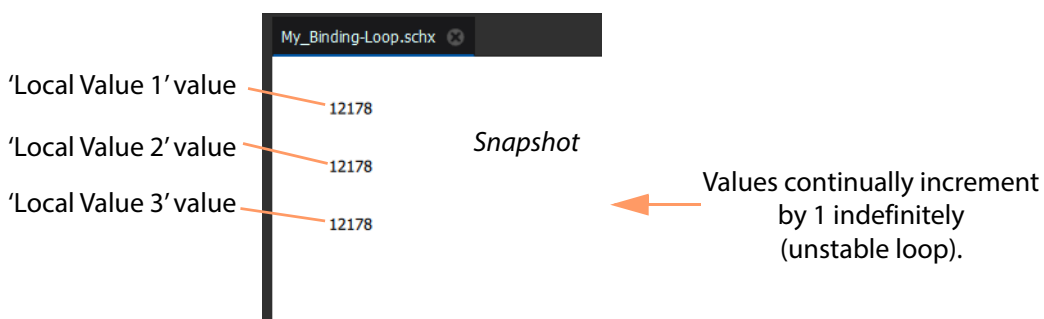 My_Binding-Loop.schx
‘Local Value 1’ value
12178
‘Local Value 2’ value
Snapshot
12178
‘Local Value 3’ value
12178
Values continually increment
by 1 indefinitely
(unstable loop).